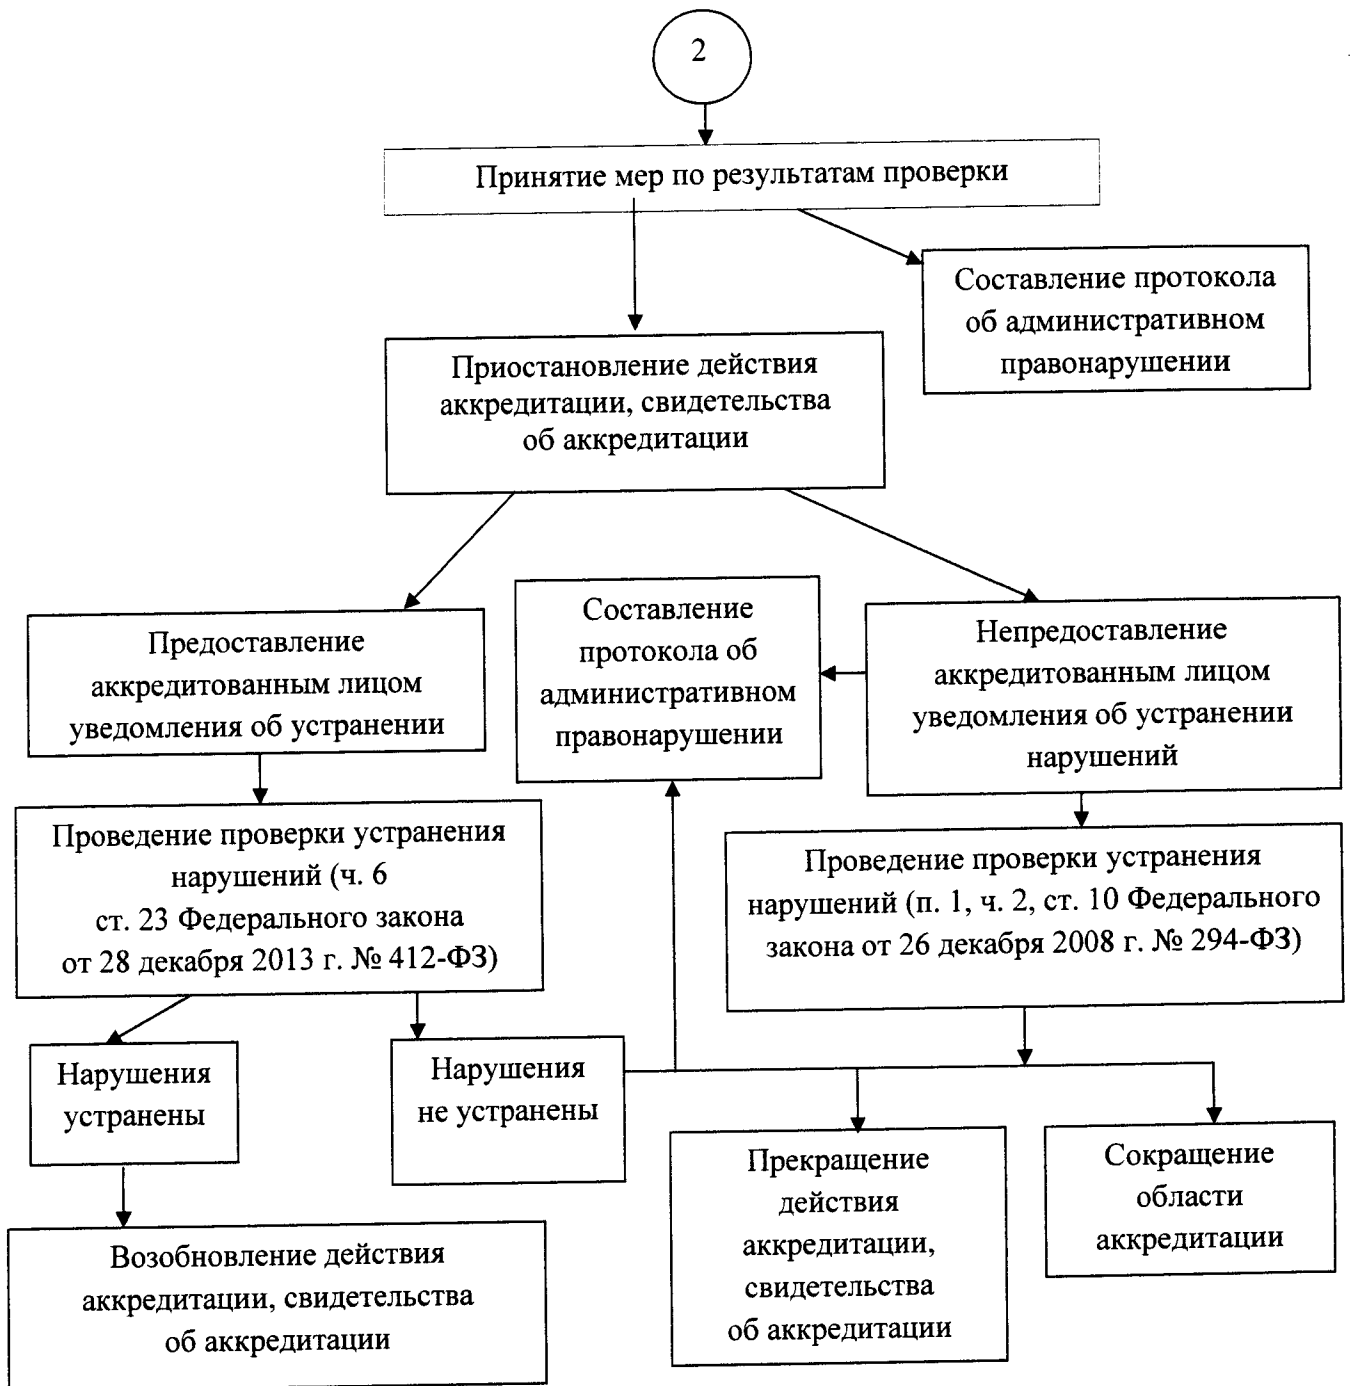 2
Принятие мер по результатам проверки
Составление протокола
об административном
правонарушении
Приостановление действия
аккредитации, свидетельства
об аккредитации
Предоставление
аккредитованным лицом
уведомления об устранении
Составление
протокола об
административном
правонарушении
Непредоставление
аккредитованным лицом
уведомления об устранении
нарушений
Проведение проверки устранения
нарушений (ч. 6
ст. 23 Федерального закона
от 28 декабря 2013 г. № 412-ФЗ)
Проведение проверки устранения
нарушений (п. 1, ч. 2, ст. 10 Федерального
закона от 26 декабря 2008 г. № 294-ФЗ)
Нарушения
устранены
Нарушения
не устранены
Прекращение
действия
аккредитации,
свидетельства
об аккредитации
Сокращение
области
аккредитации
Возобновление действия
аккредитации, свидетельства
об аккредитации